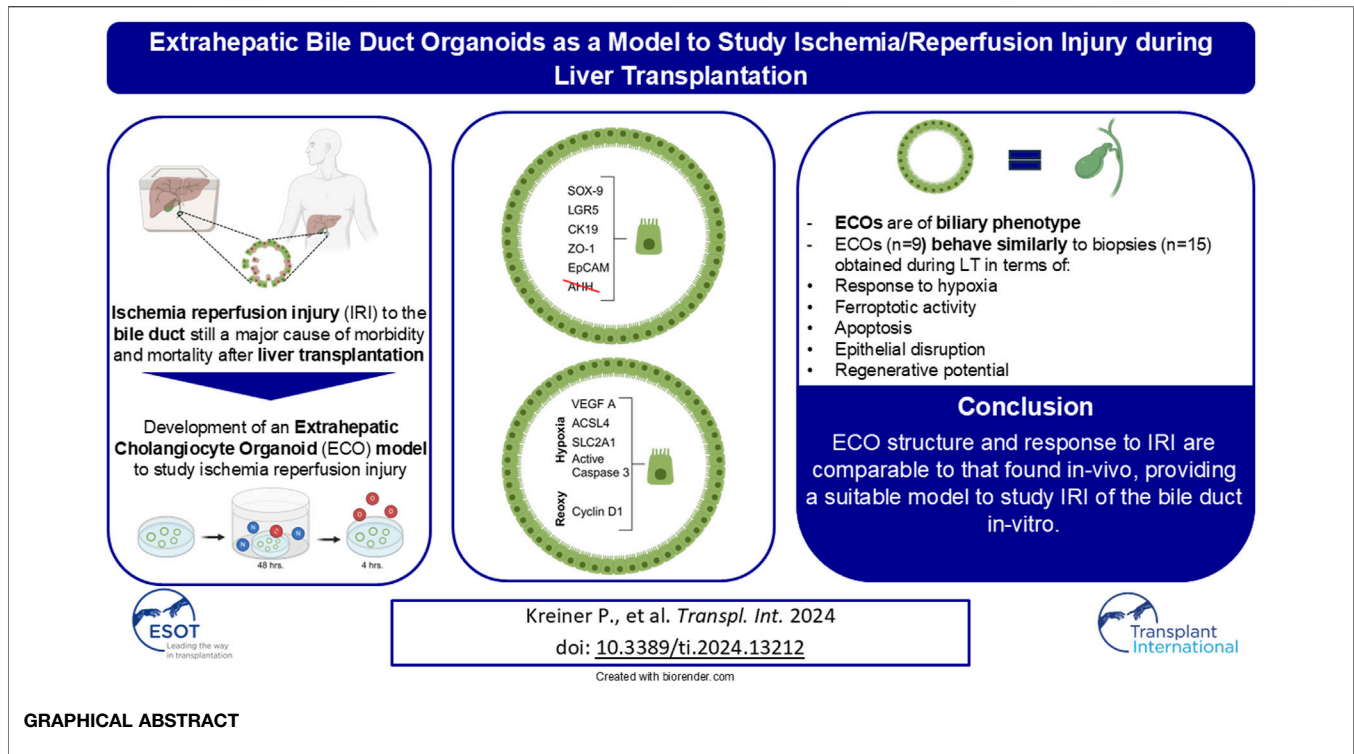 Extrahepatic Bile Duct Organoids as a Model to Study Ischemia/Reperfusion Injury during
Liver Transplantation
Ischemia reperfusion injury (IRI) to the
bile duct still a major cause of morbidity
and mortality after liver transplantation
Development of an Extrahepatic
Cholangiocyte Organoid (ECO) model
to study ischemia reperfusion injury
N
N
N
O
O
O
O
48 hrs.
4 hrs.
SOX-9
LGR5
CK19
ZO-1
EpCAM
AHH
Hypoxia
VEGF A
ACSL4
SLC2A1
Active
Caspase 3
Reoxy
Cyclin D1
- ECOs are of biliary phenotype
- ECOs (n=9) behave similarly to biopsies (n=15)
obtained during LT in terms of:
• Response to hypoxia
• Ferroptotic activity
• Apoptosis
• Epithelial disruption
• Regenerative potential
Conclusion
ECO structure and response to IRI are
comparable to that found in-vivo, providing
a suitable model to study IRI of the bile duct
in-vitro.
ESOT
Leading the way
in transplantation
Kreiner P., et al. Transpl. Int. 2024
doi: 10.3389/ti.2024.13212
Created with biorender.com
Transplant
International
GRAPHICAL ABSTRACT